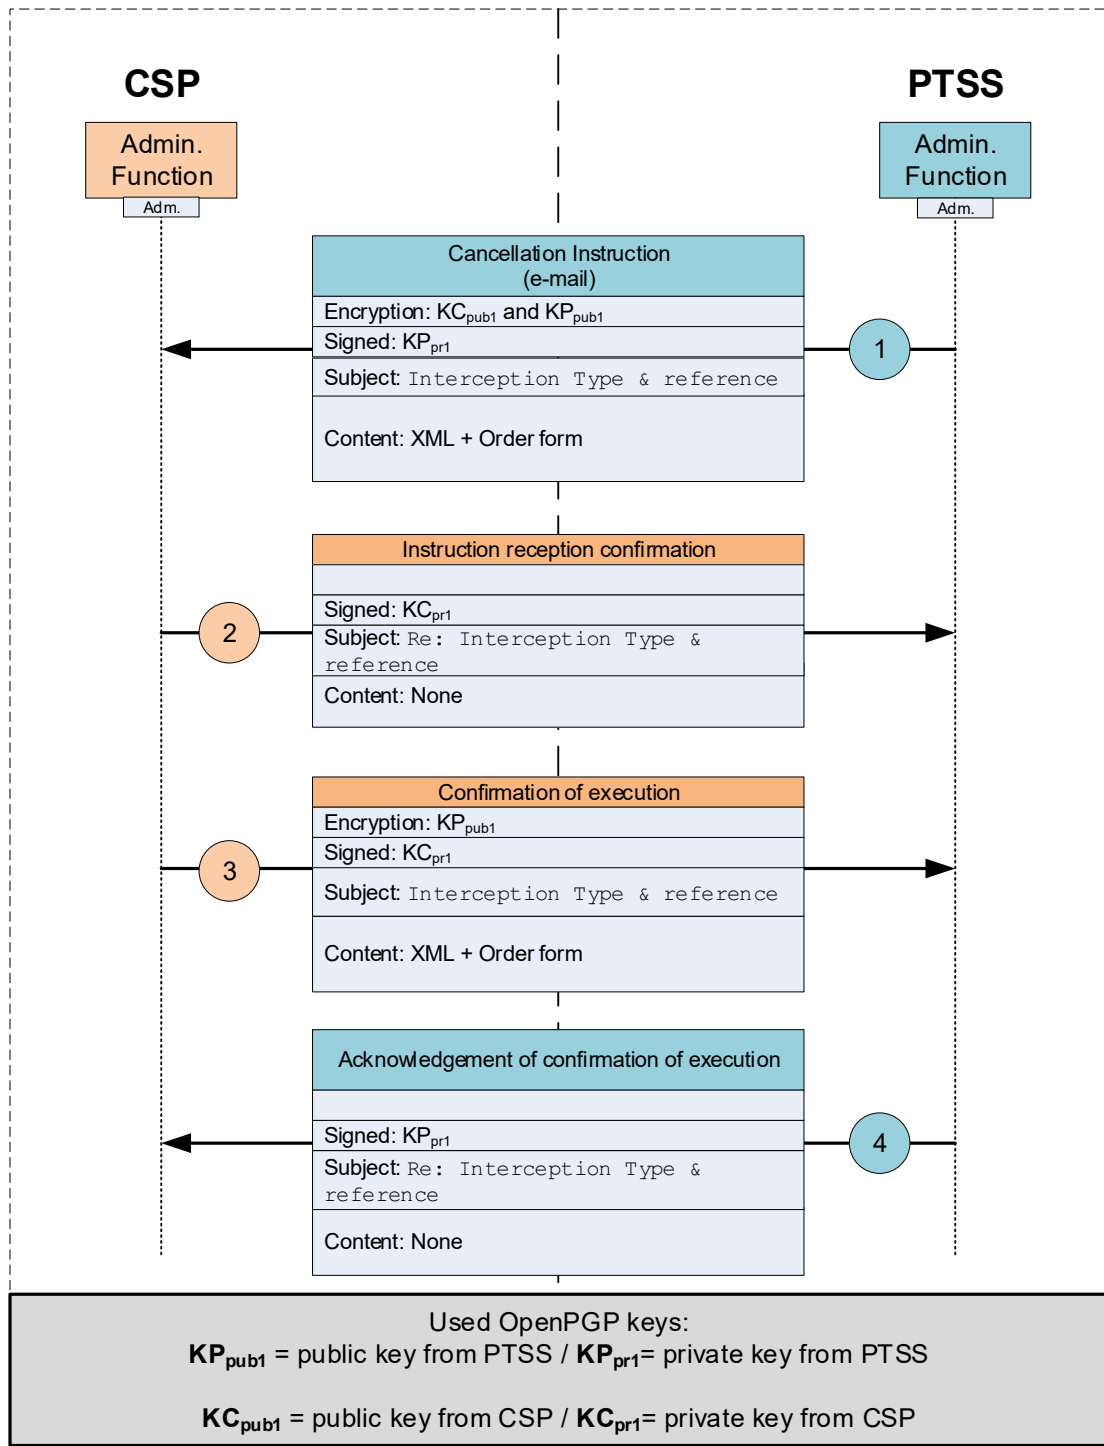 CSP
PTSS
Admin.
Function
Adm.
Admin.
Function
Adm.
Cancellation Instruction
(e-mail)
Encryption: KCpub1 and KPpub1
Signed: KPpr1
1
Subject: Interception Type & reference
Content: XML + Order form
Instruction reception confirmation
Signed: KCpr1
2
Subject: Re: Interception Type &
reference
Content: None
Confirmation of execution
Encryption: KPpub1
Signed: KCpr1
3
Subject: Interception Type & reference
Content: XML + Order form
Acknowledgement of confirmation of execution
Signed: KPpr1
4
Subject: Re: Interception Type &
reference
Content: None
Used OpenPGP keys:
KPpub1 = public key from PTSS / KPpr1= private key from PTSS
KCpub1 = public key from CSP / KCpr1= private key from CSP